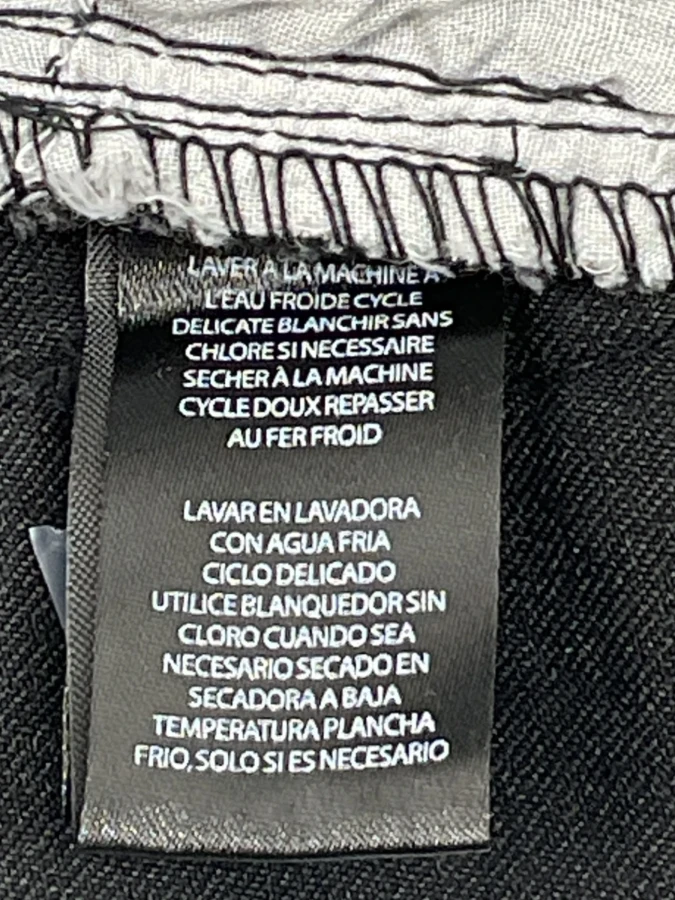 LAVER A LA MACHINE A
L'EAU FROIDE CYCLE
DELICATE BLANCHIR SANS
CHLORE SI NECESSAIRE
SECHER À LA MACHINE
CYCLE DOUX REPASSER
AU FER FROID
LAVAR EN LAVADORA
CON AGUA FRIA
CICLO DELICADO
UTILICE BLANQUEDOR SIN
CLORO CUANDO SEA
NECESARIO SECADO EN
SECADORA A BAJA
TEMPERATURA PLANCHA
FRIO, SOLO SI ES NECESARIO